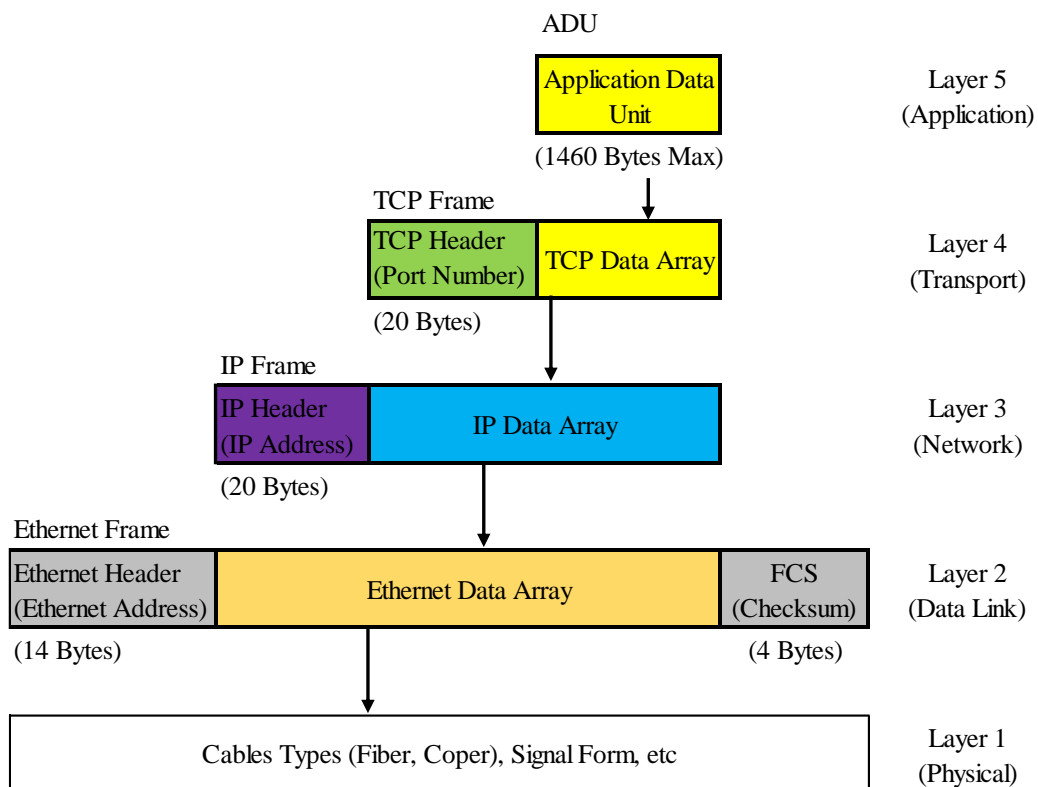 ADU
Application Data
Unit
Layer 5
(Application)
(1460 Bytes Max)
TCP Frame
TCP Header
(Port Number)
TCP Data Array
Layer 4
(Transport)
(20 Bytes)
IP Frame
IP Header
(IP Address)
IP Data Array
Layer 3
(Network)
(20 Bytes)
Ethernet Frame
Ethernet Header
(Ethernet Address)
Ethernet Data Array
FCS
(Checksum)
Layer 2
(Data Link)
(14 Bytes)
(4 Bytes)
Cables Types (Fiber, Coper), Signal Form, etc
Layer 1
(Physical)